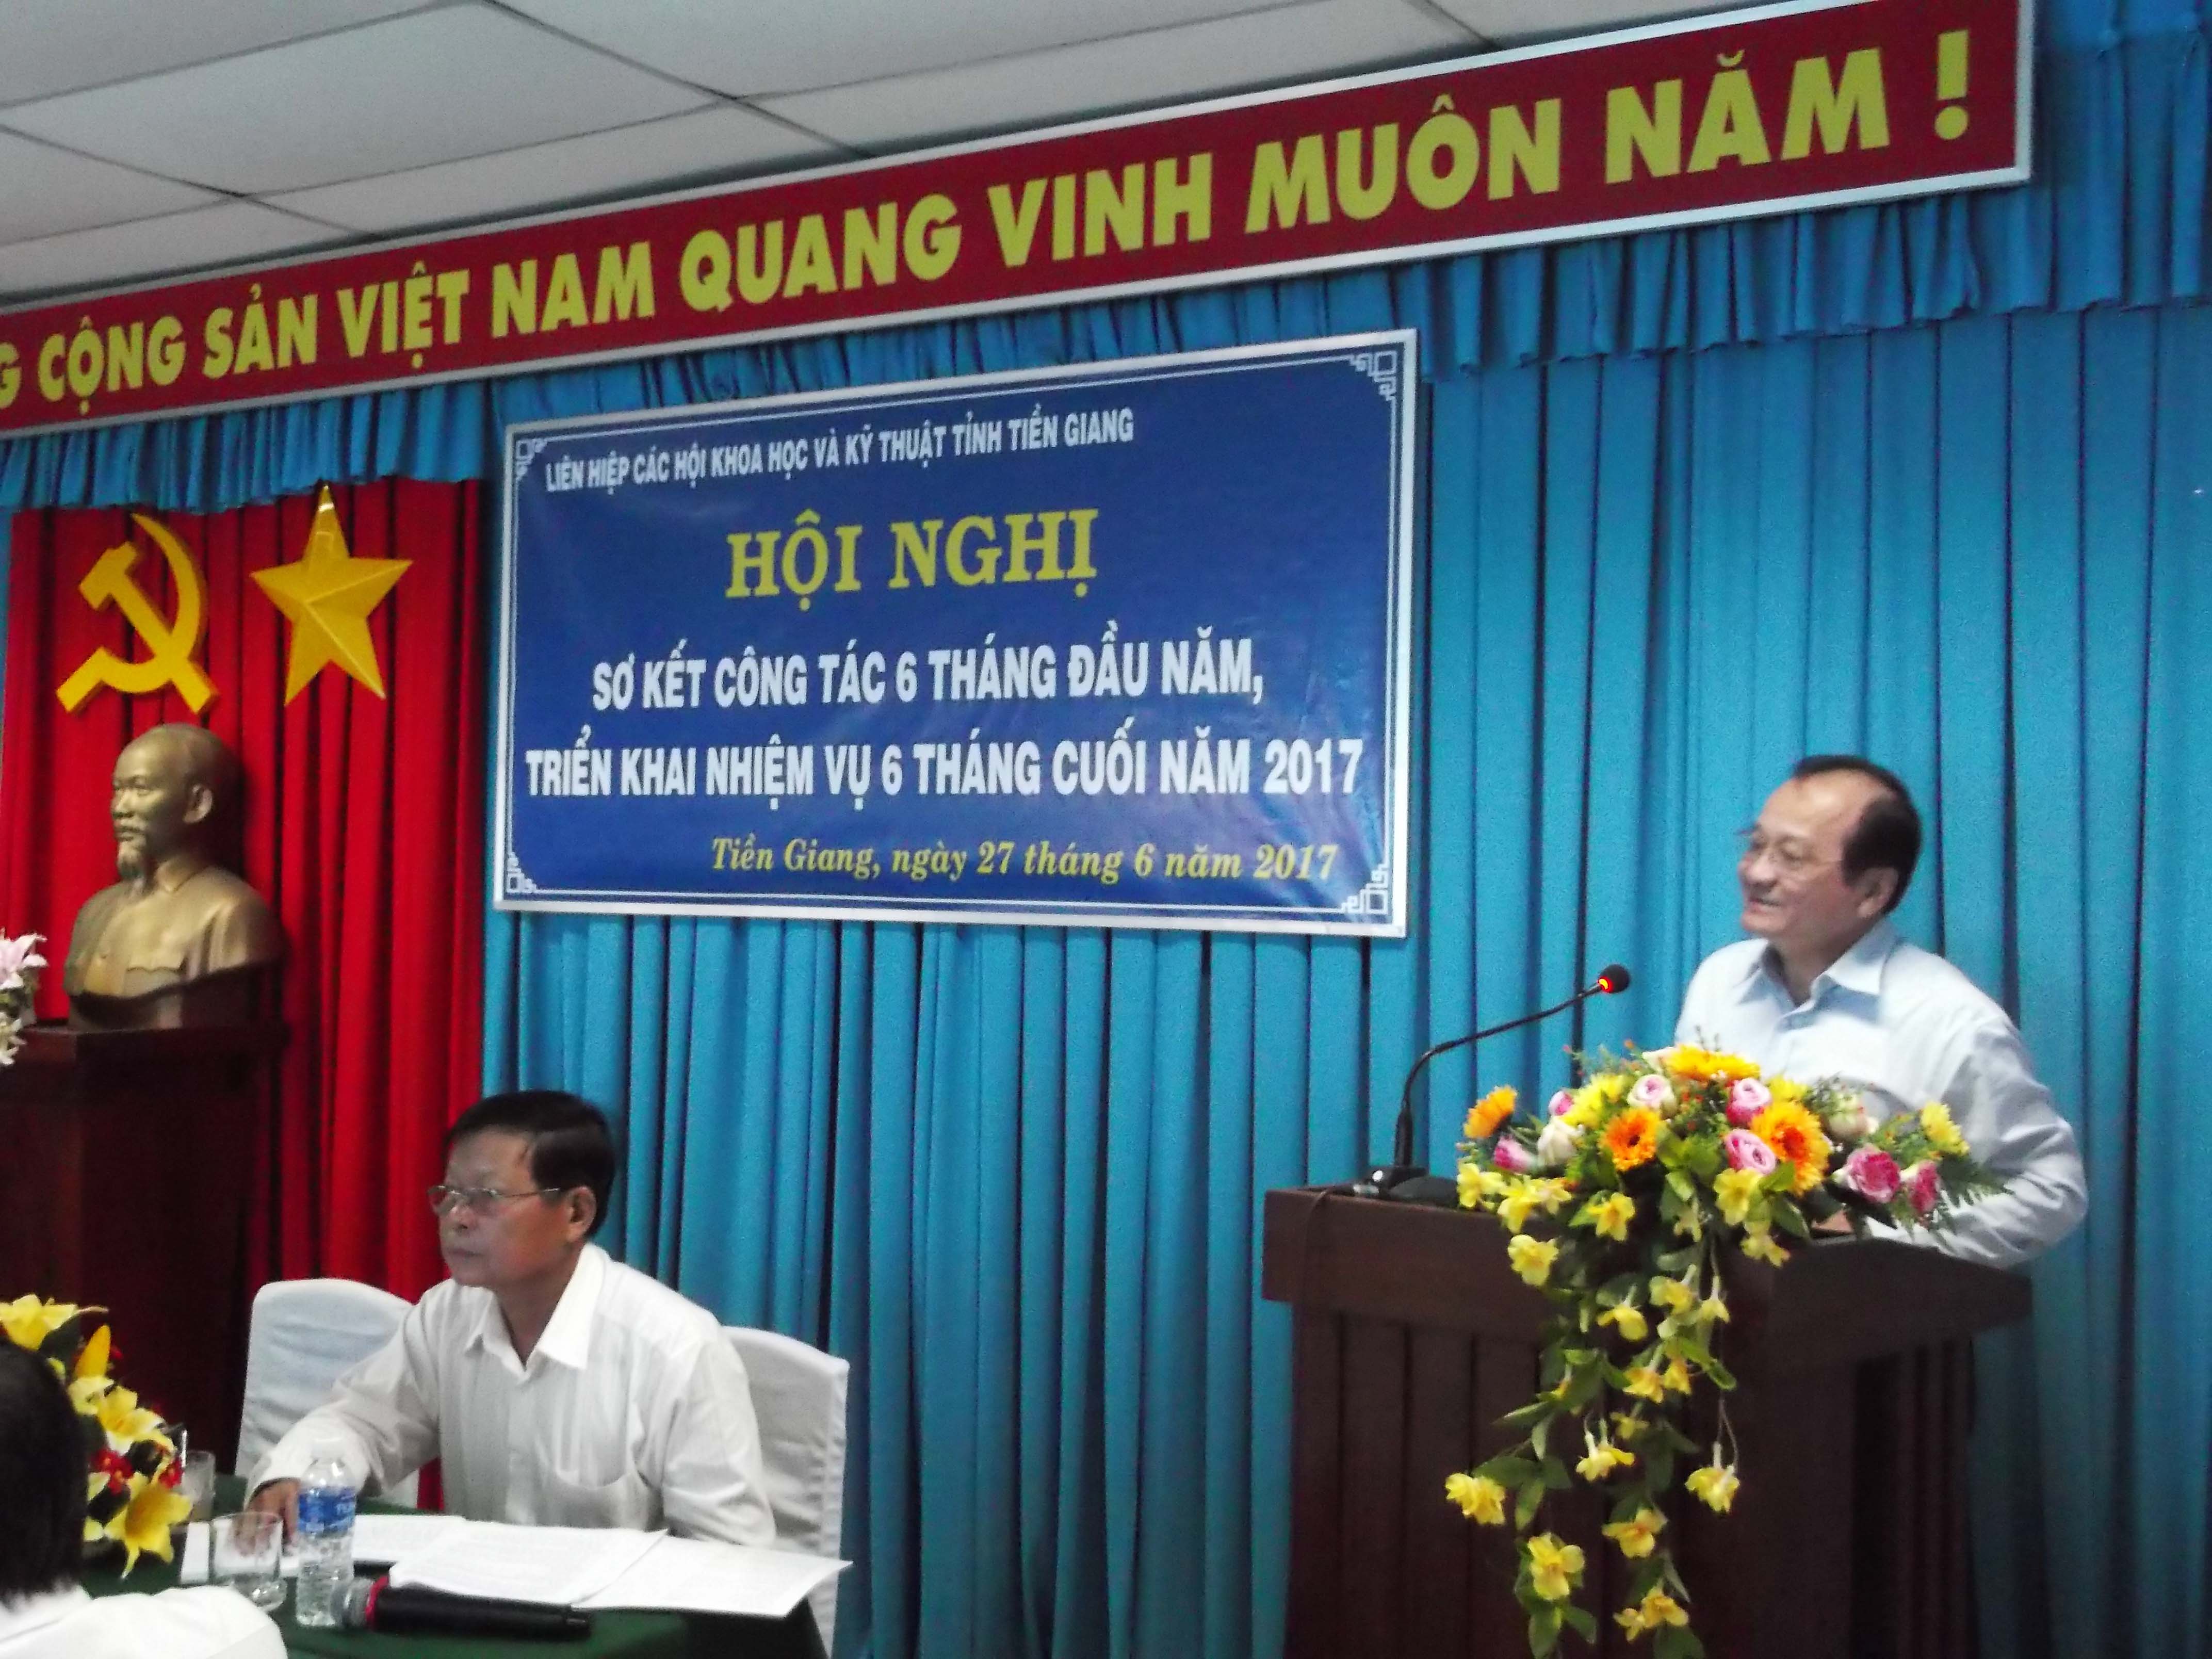 CỘNG SẢN VIỆT NAM QUANG VINH MUÔN NĂM !
LIÊN HIỆP CÁC HỘI KHOA HỌC VÀ KỸ THUẬT TỈNH TIỀN GIANG
HỘI NGHỊ
SƠ KẾT CÔNG TÁC 6 THÁNG ĐẦU NĂM,
TRIỂN KHAI NHIỆM VỤ 6 THÁNG CUỐI NĂM 2017
Tiền Giang, ngày 27 tháng 6 năm 2017